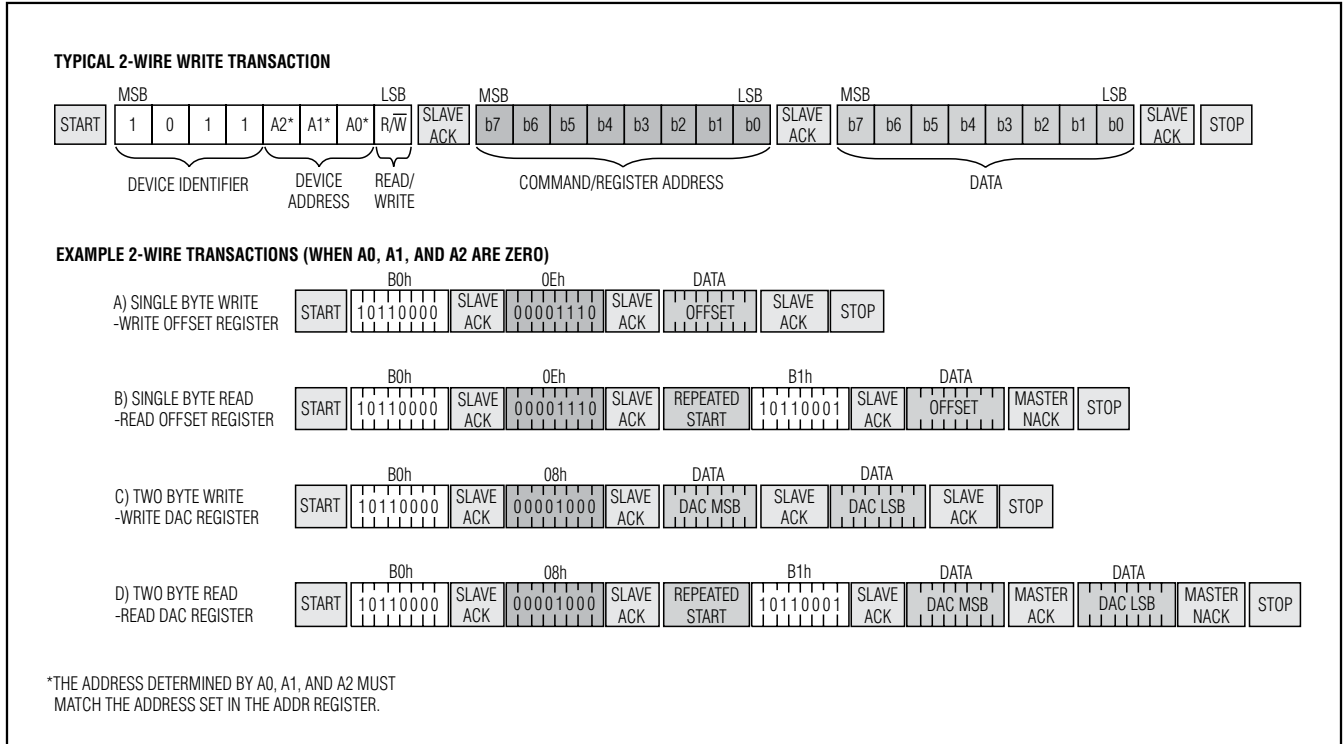 TYPICAL 2-WIRE WRITE TRANSACTION
MSB LSB MSB LSB MSB LSB
START 1 0 1 1 A2* A1* A0* R/W̅ SLAVE ACK b7 b6 b5 b4 b3 b2 b1 b0 SLAVE ACK b7 b6 b5 b4 b3 b2 b1 b0 SLAVE ACK STOP
DEVICE IDENTIFIER DEVICE ADDRESS READ/WRITE COMMAND/REGISTER ADDRESS DATA
EXAMPLE 2-WIRE TRANSACTIONS (WHEN A0, A1, AND A2 ARE ZERO)
B0h 0Eh DATA
A) SINGLE BYTE WRITE
-WRITE OFFSET REGISTER
START 10110000 SLAVE ACK 00001110 SLAVE ACK OFFSET SLAVE ACK STOP
B0h 0Eh B1h DATA
B) SINGLE BYTE READ
-READ OFFSET REGISTER
START 10110000 SLAVE ACK 00001110 SLAVE ACK REPEATED START 10110001 SLAVE ACK OFFSET MASTER NACK STOP
B0h 08h DATA DATA
C) TWO BYTE WRITE
-WRITE DAC REGISTER
START 10110000 SLAVE ACK 00001000 SLAVE ACK DAC MSB SLAVE ACK DAC LSB SLAVE ACK STOP
B0h 08h B1h DATA DATA
D) TWO BYTE READ
-READ DAC REGISTER
START 10110000 SLAVE ACK 00001000 SLAVE ACK REPEATED START 10110001 SLAVE ACK DAC MSB MASTER ACK DAC LSB MASTER NACK STOP
*THE ADDRESS DETERMINED BY A0, A1, AND A2 MUST
MATCH THE ADDRESS SET IN THE ADDR REGISTER.